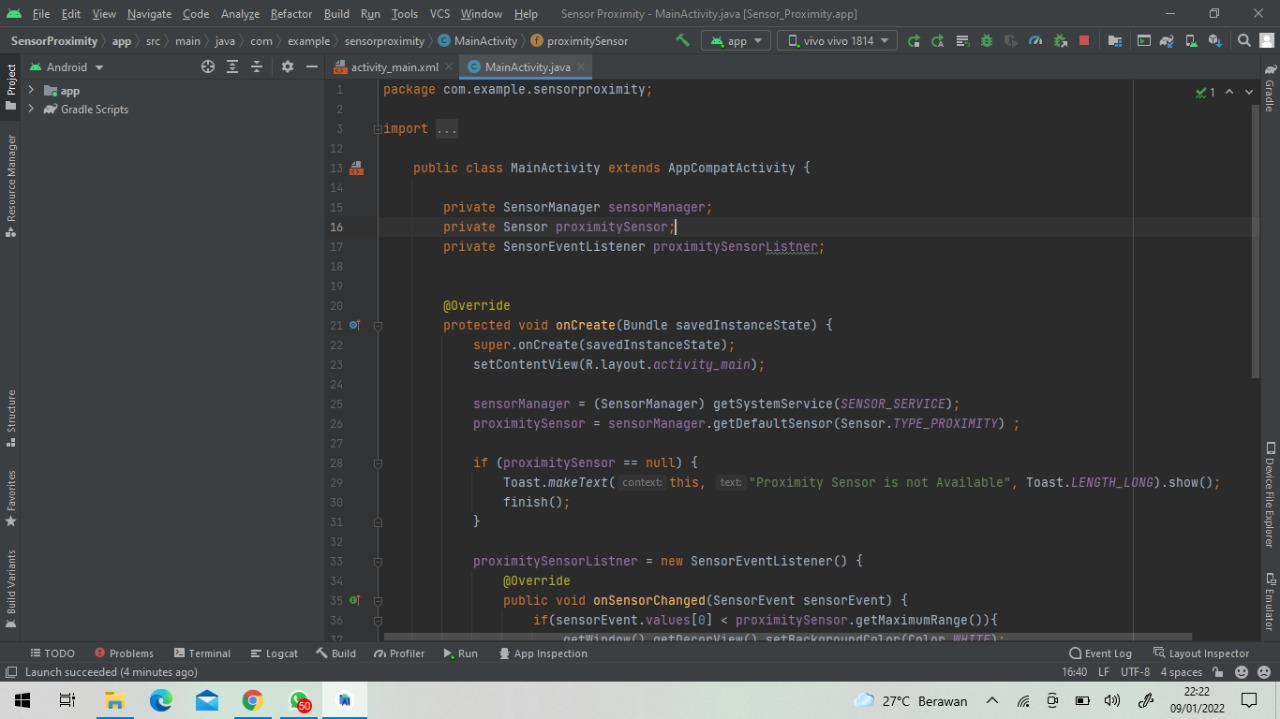 File Edit View Navigate Code Analyze Refactor Build Run Tools VCS Window Help Sensor Proximity - MainActivity.java [Sensor_Proximity.app]
SensorProximity app src main java com example sensorproximity MainActivity proximitySensor app vivo vivo 1814
Android activity_main.xml MainActivity.java
Project
Resource Manager
Structure
Favorites
Build Variants
app
Gradle Scripts
1 package com.example.sensorproximity;
2
3 import ...
12
13 public class MainActivity extends AppCompatActivity {
14
15 private SensorManager sensorManager;
16 private Sensor proximitySensor;
17 private SensorEventListener proximitySensorListner;
18
19
20 @Override
21 protected void onCreate(Bundle savedInstanceState) {
22 super.onCreate(savedInstanceState);
23 setContentView(R.layout.activity_main);
24
25 sensorManager = (SensorManager) getSystemService(SENSOR_SERVICE);
26 proximitySensor = sensorManager.getDefaultSensor(Sensor.TYPE_PROXIMITY) ;
27
28 if (proximitySensor == null) {
29 Toast.makeText( context: this, text: "Proximity Sensor is not Available", Toast.LENGTH_LONG).show();
30 finish();
31 }
32
33 proximitySensorListner = new SensorEventListener() {
34 @Override
35 public void onSensorChanged(SensorEvent sensorEvent) {
36 if(sensorEvent.values[0] < proximitySensor.getMaximumRange()){
37 getWindow().getDecorView().setBackgroundColor(Color.WHITE);
1
Gradle
Device File Explorer
Emulator
TODO Problems Terminal Logcat Build Profiler Run App Inspection Event Log Layout Inspector
Launch succeeded (4 minutes ago) 16:40 LF UTF-8 4 spaces
50 27°C Berawan 22:22
09/01/2022